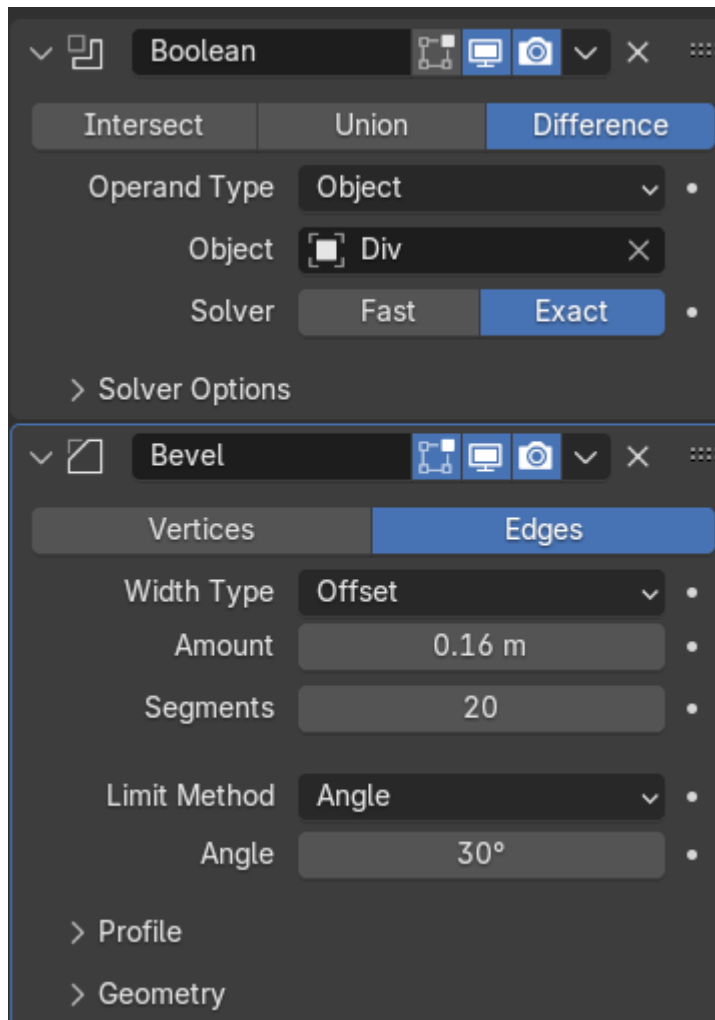 Boolean
Intersect Union Difference
Operand Type Object
Object Div
Solver Fast Exact
Solver Options
Bevel
Vertices Edges
Width Type Offset
Amount 0.16 m
Segments 20
Limit Method Angle
Angle 30°
Profile
Geometry